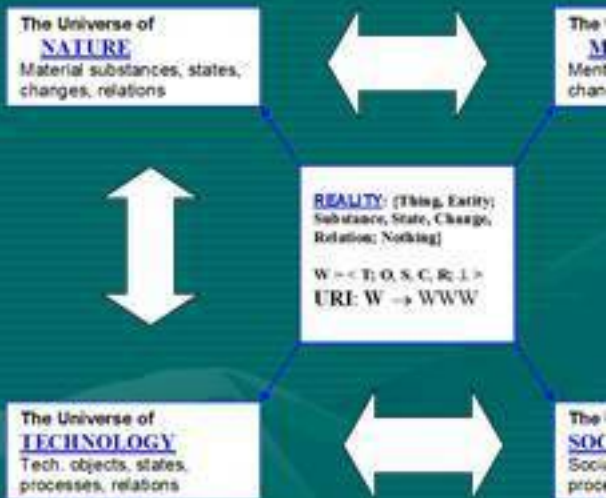 The Universe of
NATURE
Material substances, states,
changes, relations
The
M
Ment
chan
REALITY: {Thing, Entity;
Substance, State, Change,
Relation; Nothing}
W = < T; O, S, C, R; ⊥ >
URI: W → WWW
The Universe of
TECHNOLOGY
Tech. objects, states,
processes, relations
The
SOC
Socia
proce